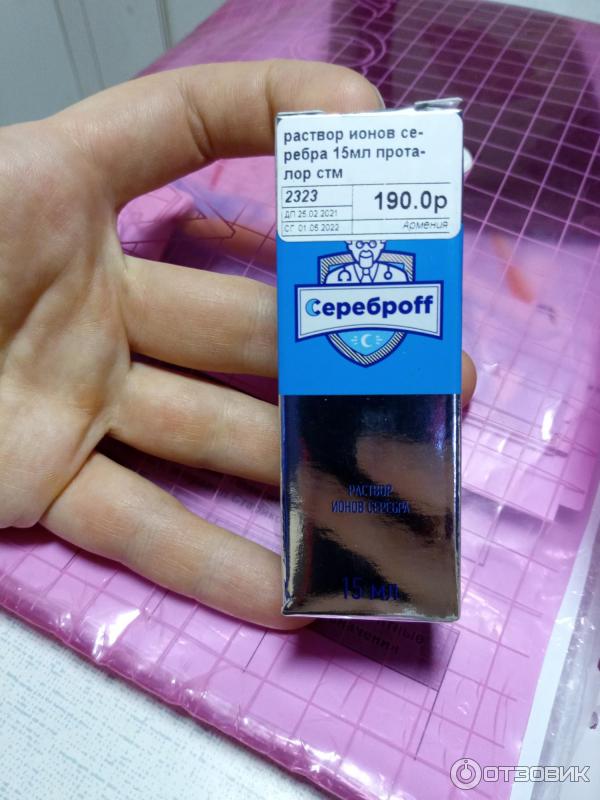 раствор ионов се-
ребра 15мл прота-
лор стм
2323
190.0р
ДП 25.02.2021
СГ 01.05.2022
Армения
Сереброff
РАСТВОР
ИОНОВ СЕРЕБРА
15 мл
ОТЗОВИК